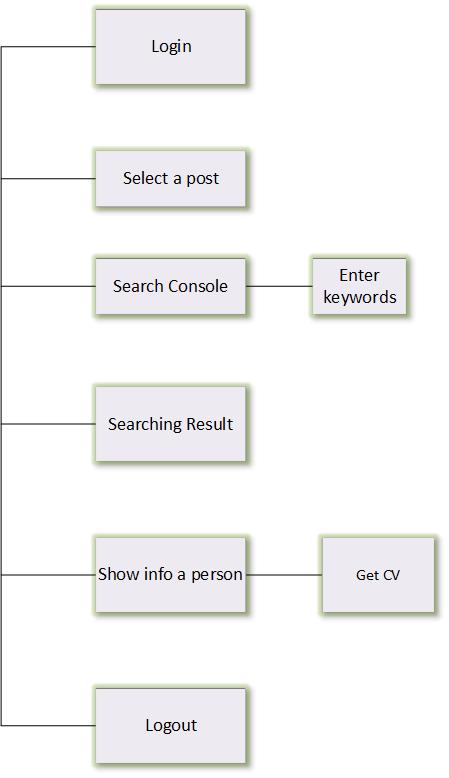 Login
Select a post
Search Console
Enter
keywords
Searching Result
Show info a person
Get CV
Logout